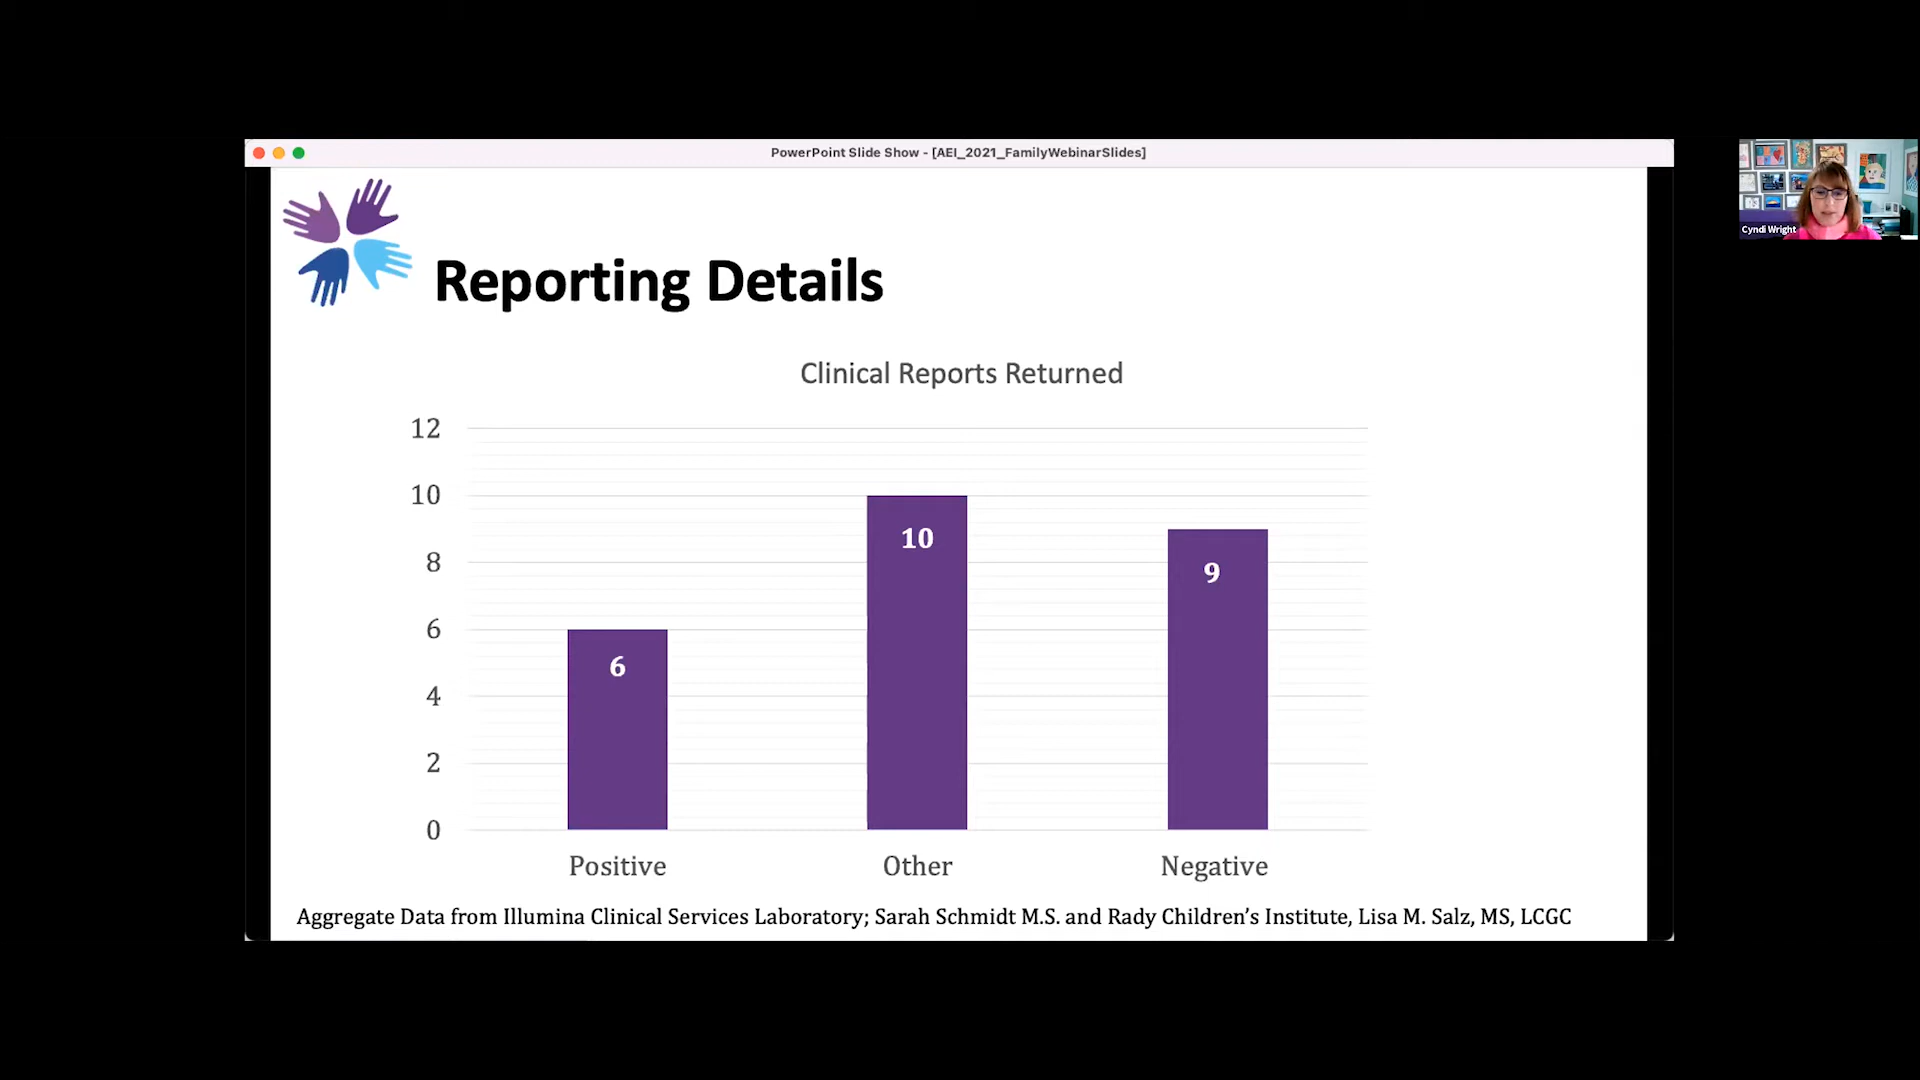 PowerPoint Slide Show - [AEI_2021_FamilyWebinarSlides]
Cyndi Wright
Reporting Details
Clinical Reports Returned
12
10
8
6
4
2
0
6
10
9
Positive
Other
Negative
Aggregate Data from Illumina Clinical Services Laboratory; Sarah Schmidt M.S. and Rady Children’s Institute, Lisa M. Salz, MS, LCGC